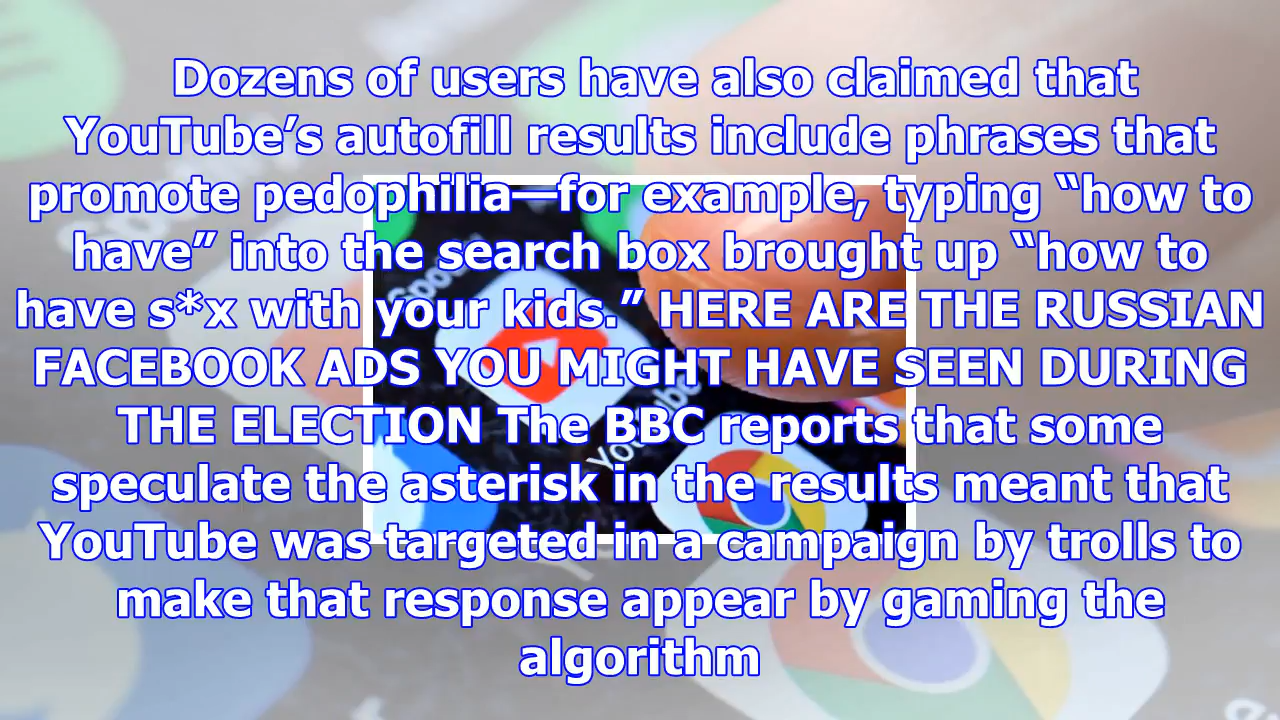 Dozens of users have also claimed that
YouTube’s autofill results include phrases that
promote pedophilia—for example, typing “how to
have” into the search box brought up “how to
have s*x with your kids.” HERE ARE THE RUSSIAN
FACEBOOK ADS YOU MIGHT HAVE SEEN DURING
THE ELECTION The BBC reports that some
speculate the asterisk in the results meant that
YouTube was targeted in a campaign by trolls to
make that response appear by gaming the
algorithm